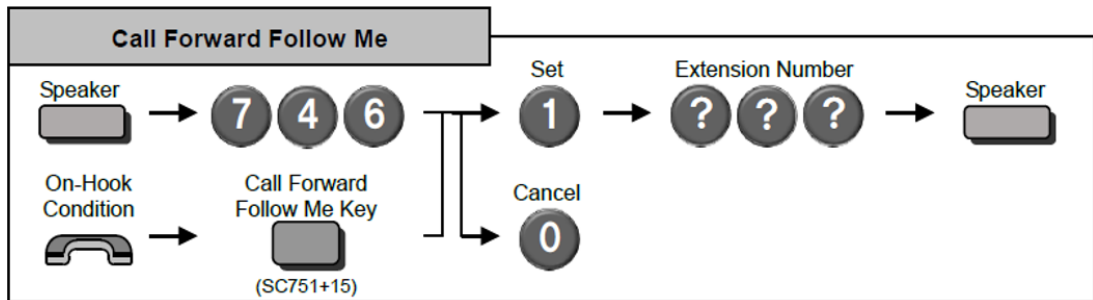 Call Forward Follow Me
Speaker
7 4 6
Set
1
Extension Number
? ? ?
Speaker
On-Hook
Condition
Call Forward
Follow Me Key
(SC751+15)
Cancel
0